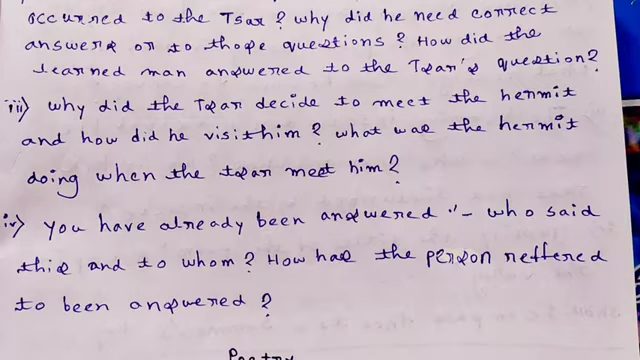 occurred to the Tsar? why did he need correct
answers on to those questions? How did the
learned man answered to the Tsar's question?
iii) why did the Tsar decide to meet the hermit
and how did he visit him? what was the hermit
doing when the tsar meet him?
iv) you have already been answered "- who said
this and to whom? How has the person reffered
to been answered?
Poetry